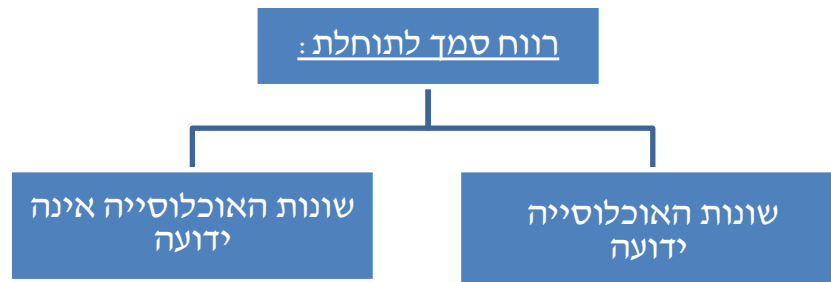 רווח סמך לתוחלת :
שונות האוכלוסייה
ידועה
שונות האוכלוסייה אינה
ידועה